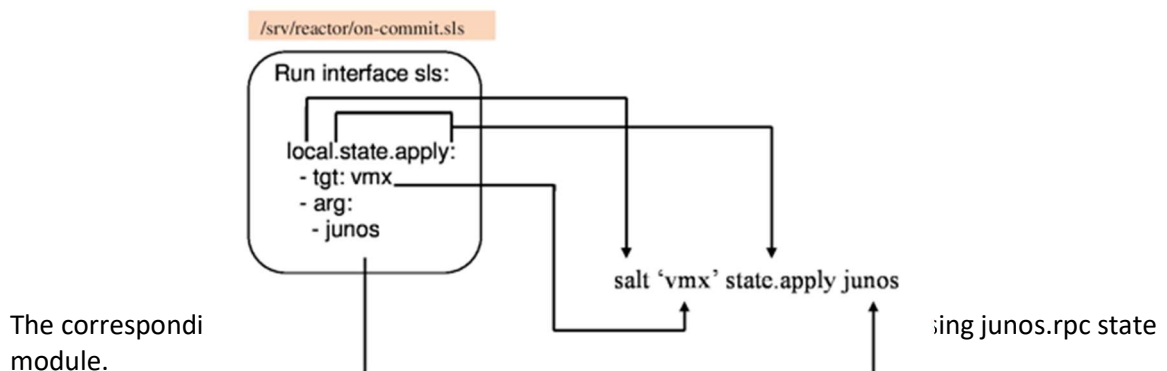 /srv/reactor/on-commit.sls
Run interface sls:
local.state.apply:
- tgt: vmx
- arg:
- junos
salt ‘vmx’ state.apply junos
The correspondi sing junos.rpc state
module.